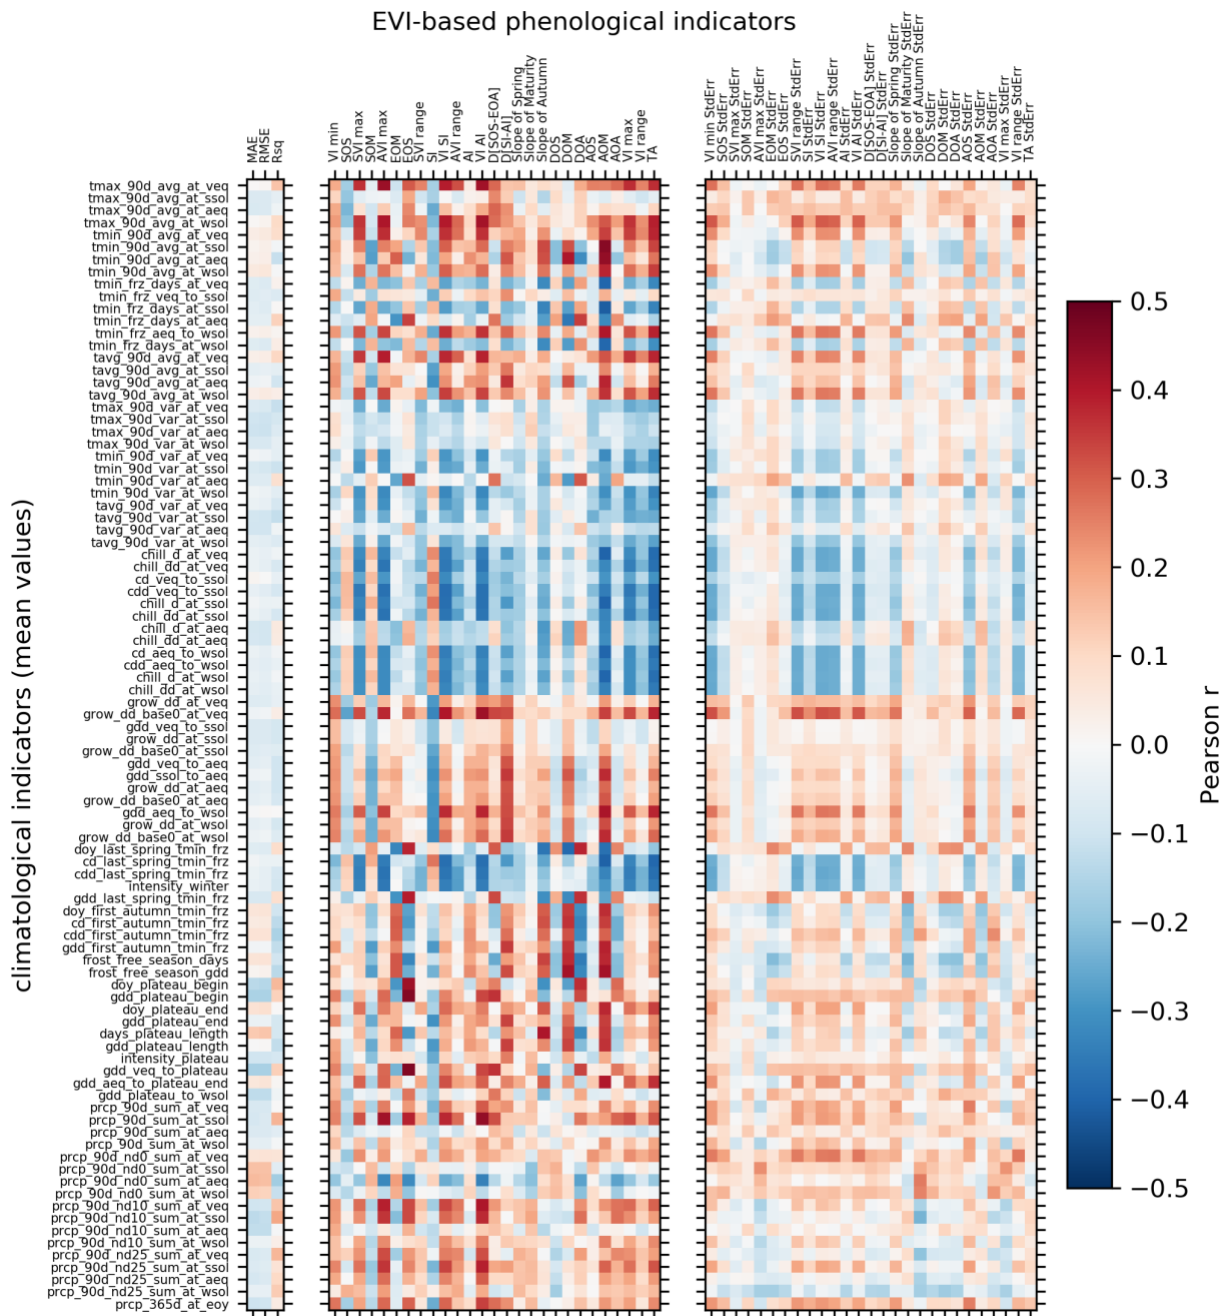 EVI-based phenological indicators
MAE
RMSE
Rsq
VI min
SOS
SVI max
SOM
AVI max
EOM
EOS
SVI range
SI
VI SI
AVI range
AI
VI AI
D[SOS-EOA]
D[SI-AI]
Slope of Spring
Slope of Maturity
Slope of Autumn
DOS
DOM
DOA
AOS
AOM
AOA
VI max
VI range
TA
VI min StdErr
SOS StdErr
SVI max StdErr
SOM StdErr
AVI max StdErr
EOM StdErr
EOS StdErr
SVI range StdErr
SI StdErr
VI SI StdErr
AVI range StdErr
AI StdErr
VI AI StdErr
D[SOS-EOA] StdErr
D[SI-AI] StdErr
Slope of Spring StdErr
Slope of Maturity StdErr
Slope of Autumn StdErr
DOS StdErr
DOM StdErr
DOA StdErr
AOS StdErr
AOM StdErr
AOA StdErr
VI max StdErr
VI range StdErr
TA StdErr
climatological indicators (mean values)
tmax_90d_avg_at_veq
tmax_90d_avg_at_ssol
tmax_90d_avg_at_aeq
tmax_90d_avg_at_wsol
tmin_90d_avg_at_veq
tmin_90d_avg_at_ssol
tmin_90d_avg_at_aeq
tmin_90d_avg_at_wsol
tmin_frz_days_at_veq
tmin_frz_veq_to_ssol
tmin_frz_days_at_ssol
tmin_frz_days_at_aeq
tmin_frz_aeq_to_wsol
tmin_frz_days_at_wsol
tavg_90d_avg_at_veq
tavg_90d_avg_at_ssol
tavg_90d_avg_at_aeq
tavg_90d_avg_at_wsol
tmax_90d_var_at_veq
tmax_90d_var_at_ssol
tmax_90d_var_at_aeq
tmax_90d_var_at_wsol
tmin_90d_var_at_veq
tmin_90d_var_at_ssol
tmin_90d_var_at_aeq
tmin_90d_var_at_wsol
tavg_90d_var_at_veq
tavg_90d_var_at_ssol
tavg_90d_var_at_aeq
tavg_90d_var_at_wsol
chill_d_at_veq
chill_dd_at_veq
cd_veq_to_ssol
cdd_veq_to_ssol
chill_d_at_ssol
chill_dd_at_ssol
chill_d_at_aeq
chill_dd_at_aeq
cd_aeq_to_wsol
cdd_aeq_to_wsol
chill_d_at_wsol
chill_dd_at_wsol
grow_dd_at_veq
grow_dd_base0_at_veq
gdd_veq_to_ssol
grow_dd_at_ssol
grow_dd_base0_at_ssol
gdd_veq_to_aeq
gdd_ssol_to_aeq
grow_dd_at_aeq
grow_dd_base0_at_aeq
gdd_aeq_to_wsol
grow_dd_at_wsol
grow_dd_base0_at_wsol
doy_last_spring_tmin_frz
cd_last_spring_tmin_frz
cdd_last_spring_tmin_frz
intensity_winter
gdd_last_spring_tmin_frz
doy_first_autumn_tmin_frz
cd_first_autumn_tmin_frz
cdd_first_autumn_tmin_frz
gdd_first_autumn_tmin_frz
frost_free_season_days
frost_free_season_gdd
doy_plateau_begin
gdd_plateau_begin
doy_plateau_end
gdd_plateau_end
days_plateau_length
gdd_plateau_length
intensity_plateau
gdd_veq_to_plateau
gdd_aeq_to_plateau_end
gdd_plateau_to_wsol
prcp_90d_sum_at_veq
prcp_90d_sum_at_ssol
prcp_90d_sum_at_aeq
prcp_90d_sum_at_wsol
prcp_90d_nd0_sum_at_veq
prcp_90d_nd0_sum_at_ssol
prcp_90d_nd0_sum_at_aeq
prcp_90d_nd0_sum_at_wsol
prcp_90d_nd10_sum_at_veq
prcp_90d_nd10_sum_at_ssol
prcp_90d_nd10_sum_at_aeq
prcp_90d_nd10_sum_at_wsol
prcp_90d_nd25_sum_at_veq
prcp_90d_nd25_sum_at_ssol
prcp_90d_nd25_sum_at_aeq
prcp_90d_nd25_sum_at_wsol
prcp_365d_at_eoy
0.5
0.4
0.3
0.2
0.1
0.0
−0.1
−0.2
−0.3
−0.4
−0.5
Pearson r